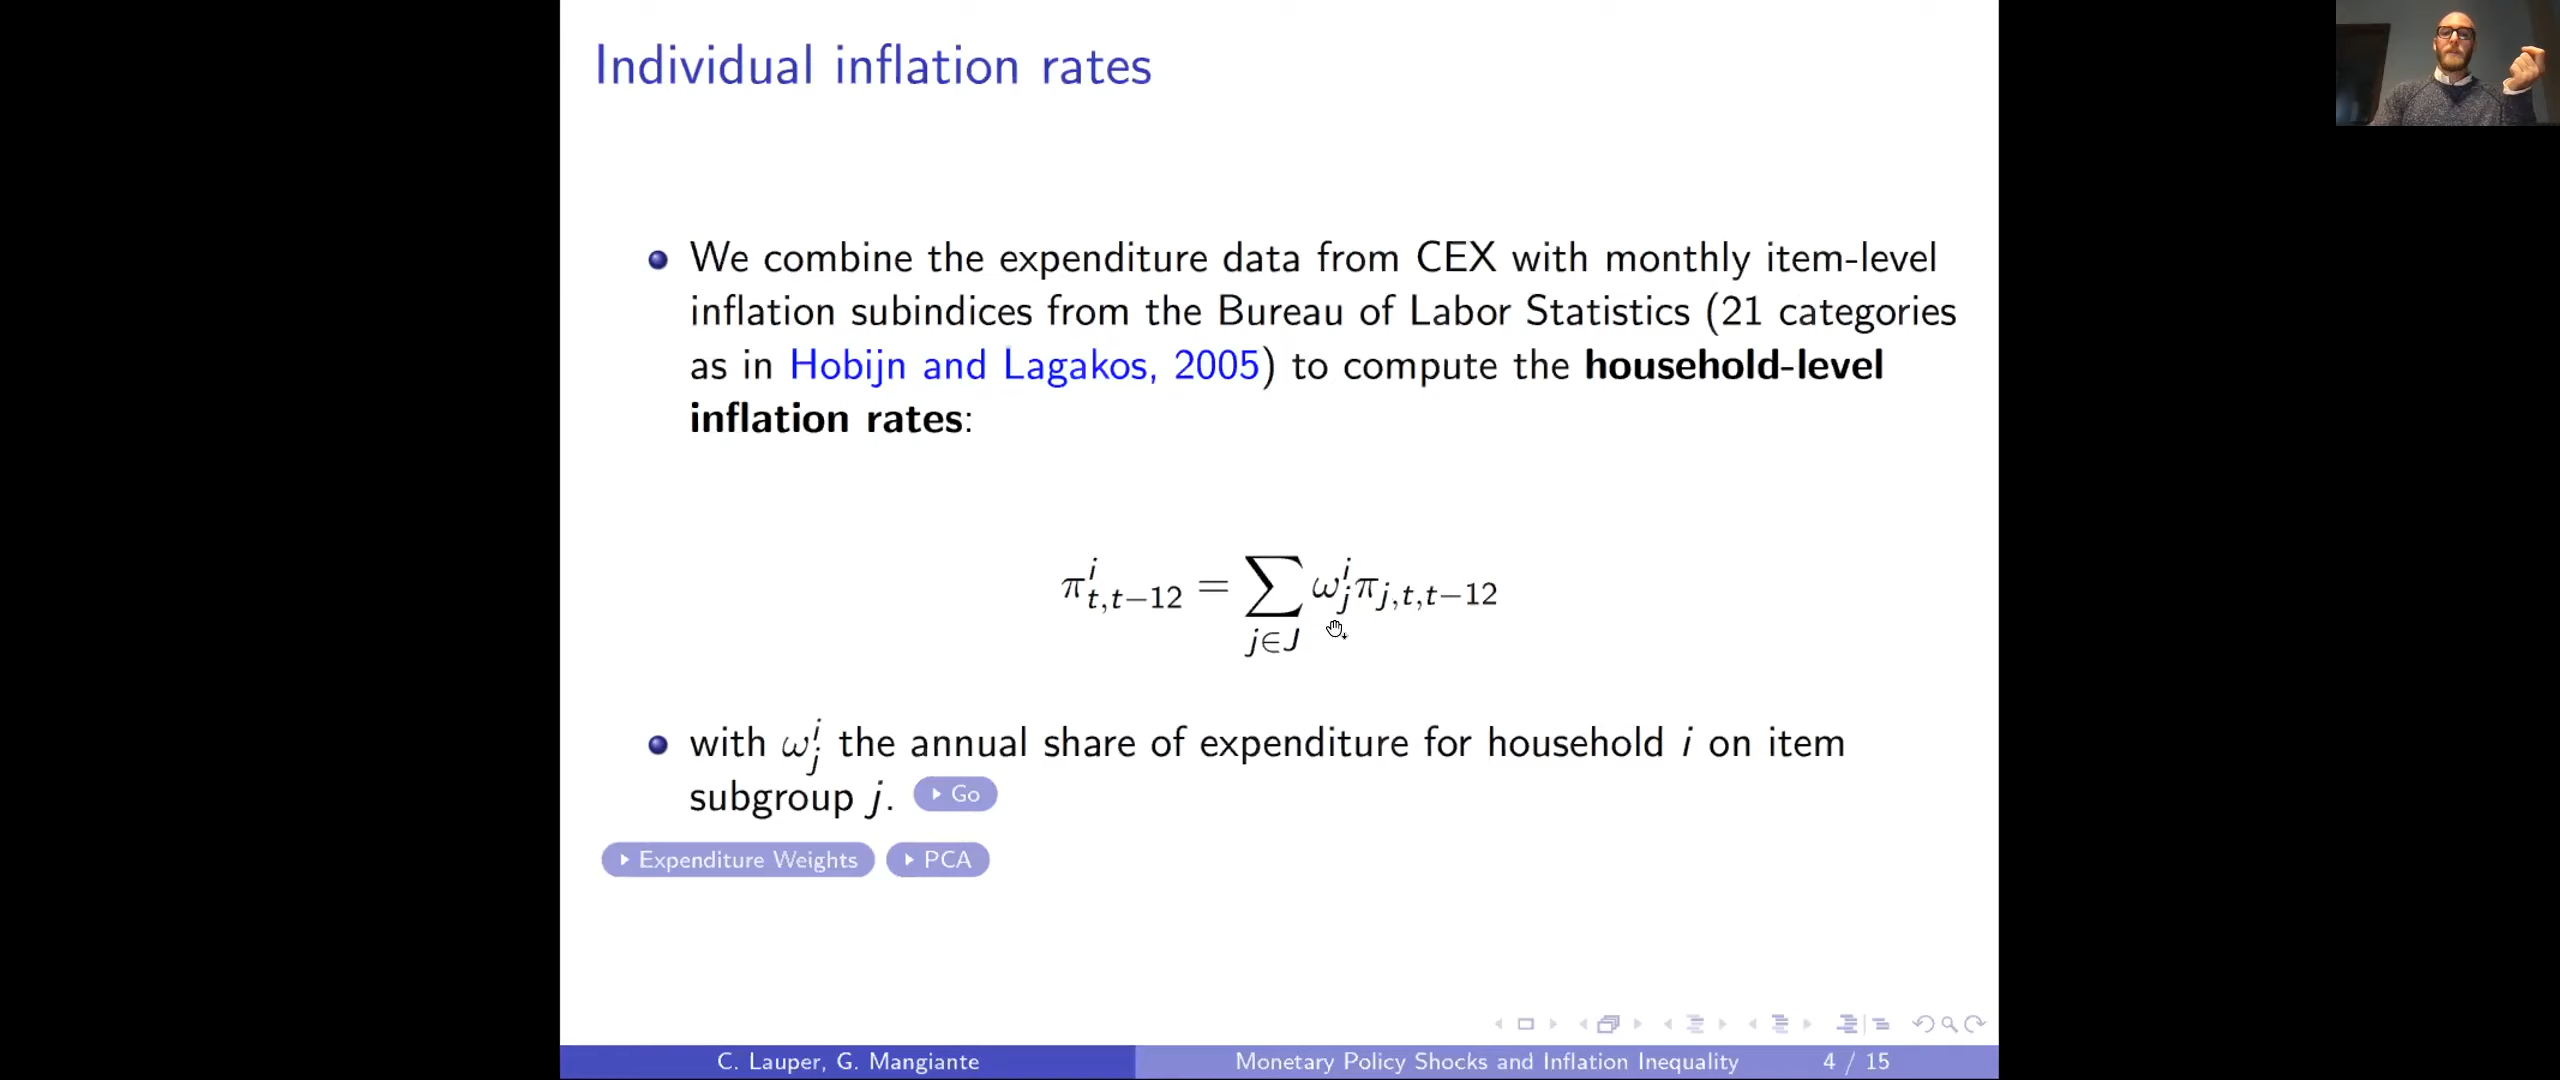 Individual inflation rates
We combine the expenditure data from CEX with monthly item-level
inflation subindices from the Bureau of Labor Statistics (21 categories
as in Hobijn and Lagakos, 2005) to compute the household-level
inflation rates:
π^i_{t,t−12} = ∑_{j∈J} ω^i_j π_{j,t,t−12}
with ω^i_j the annual share of expenditure for household i on item
subgroup j. Go
Expenditure Weights PCA
C. Lauper, G. Mangiante Monetary Policy Shocks and Inflation Inequality 4 / 15